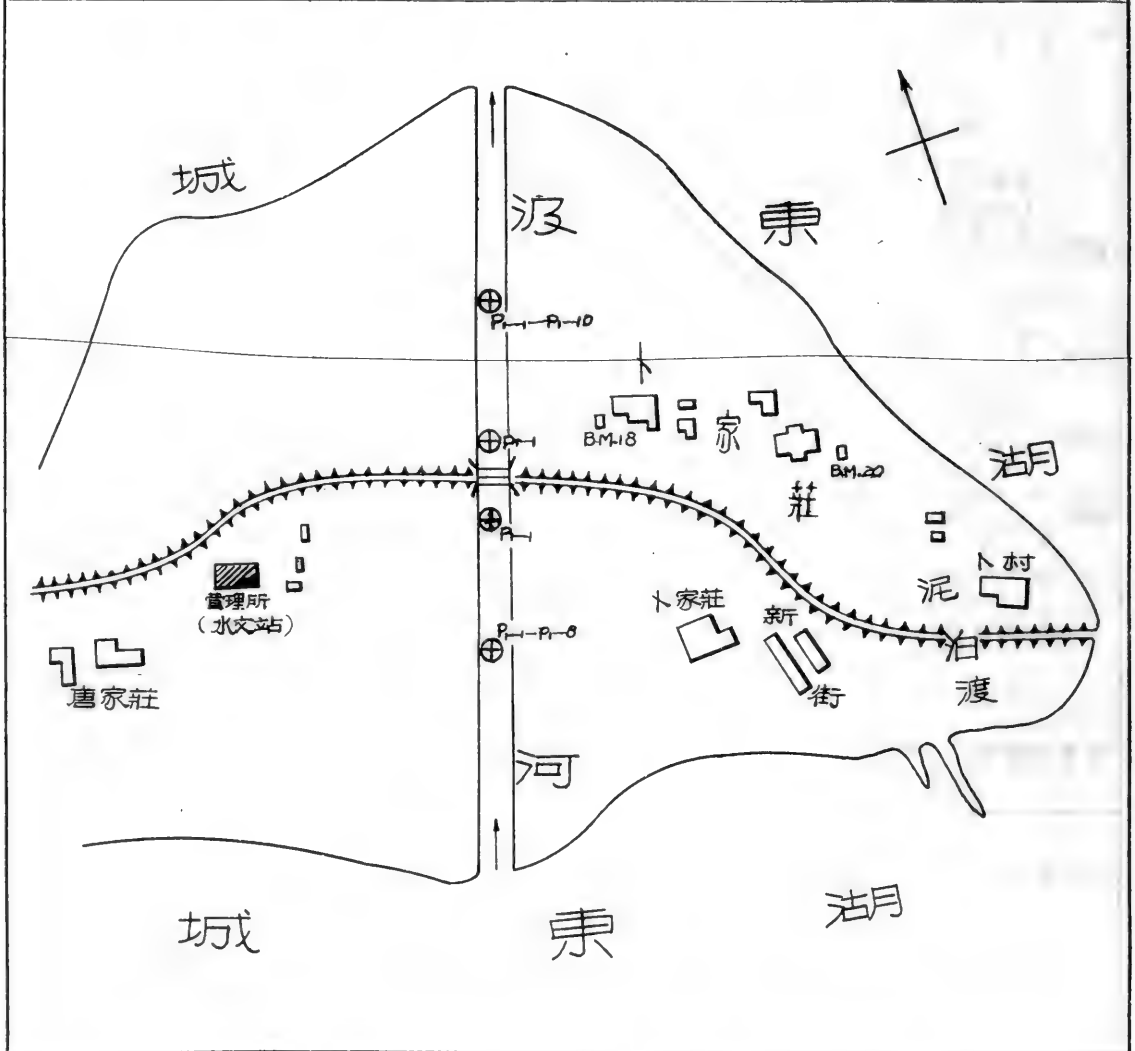 城 東 湖
汲
河
P₁—1—P₁—10
卜家莊
B.M.18
P₁—1
B.M.20
P₁—1
管理所
(水文站)
卜家莊
新街
卜村
泥泊渡
P₁—1—P₁—8
唐家莊
城 東 湖